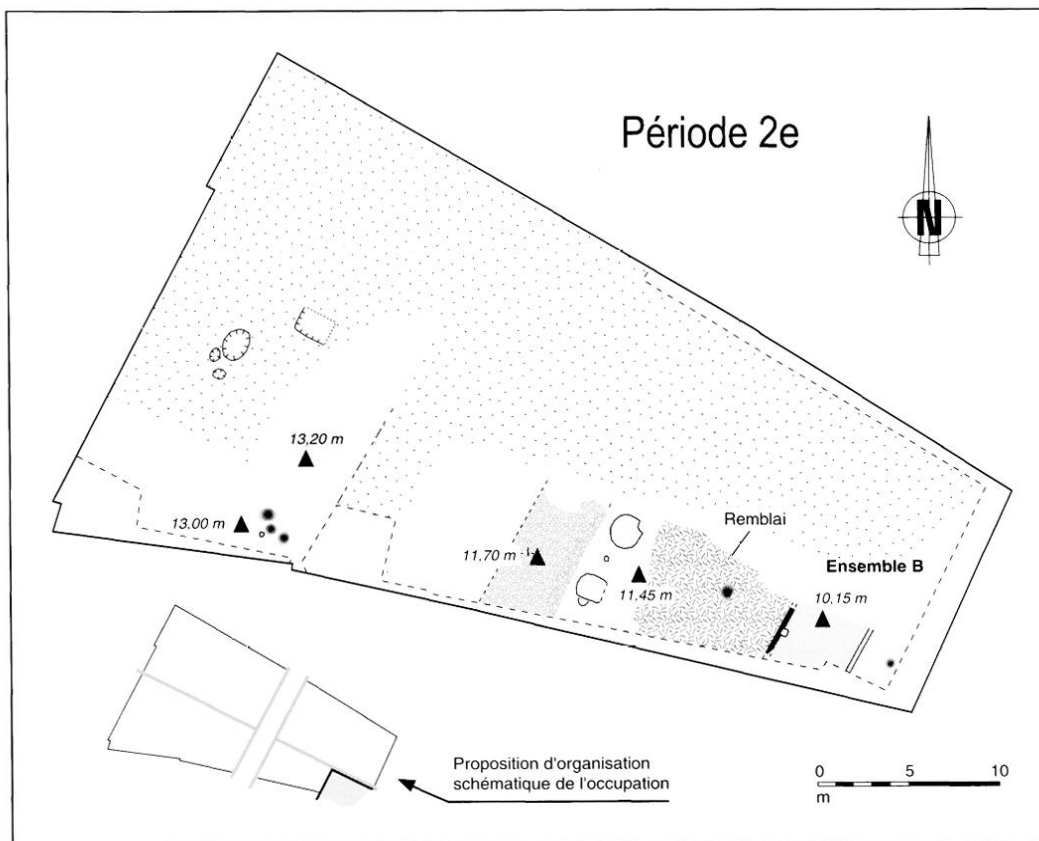 Période 2e
N
13,20 m
13.00 m
11.70 m
11.45 m
Remblai
Ensemble B
10.15 m
Proposition d'organisation
schématique de l'occupation
0 5 10
m